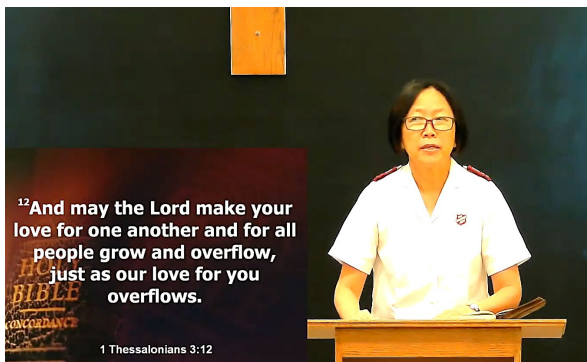 ¹²And may the Lord make your
love for one another and for all
people grow and overflow,
just as our love for you
overflows.
HOLY
BIBLE
CONCORDANCE
1 Thessalonians 3:12